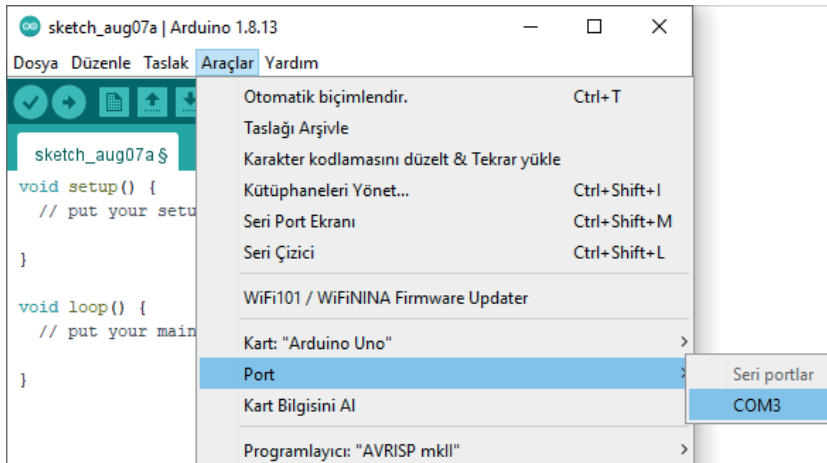 sketch_aug07a | Arduino 1.8.13
Dosya Düzenle Taslak Araçlar Yardım
Otomatik biçimlendir. Ctrl+T
Taslağı Arşivle
sketch_aug07a §
Karakter kodlamasını düzelt & Tekrar yükle
void setup() {
Kütüphaneleri Yönet... Ctrl+Shift+I
// put your setu
Seri Port Ekranı Ctrl+Shift+M
Seri Çizici Ctrl+Shift+L
}
WiFi101 / WiFiNINA Firmware Updater
void loop() {
// put your main
Kart: "Arduino Uno"
}
Port
Seri portlar
Kart Bilgisini Al
COM3
Programlayıcı: "AVRISP mkII"